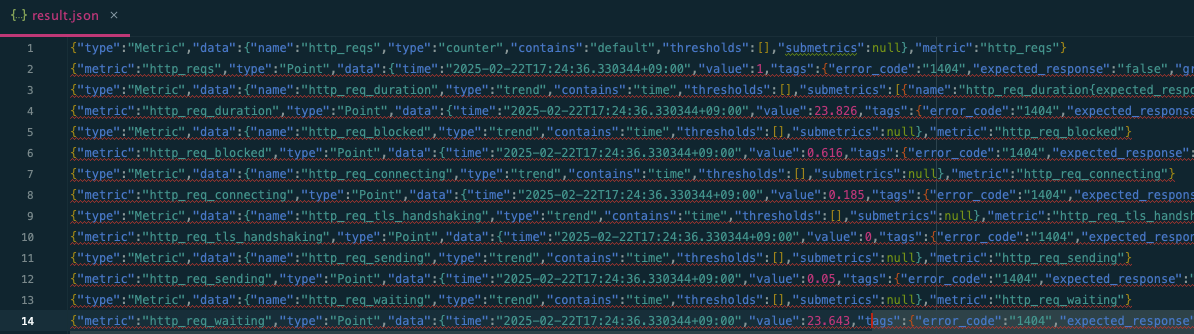 {..} result.json ×
1 {"type":"Metric","data":{"name":"http_reqs","type":"counter","contains":"default","thresholds":[],"submetrics":null},"metric":"http_reqs"}
2 {"metric":"http_reqs","type":"Point","data":{"time":"2025-02-22T17:24:36.330344+09:00","value":1,"tags":{"error_code":"1404","expected_response":"false","gr
3 {"type":"Metric","data":{"name":"http_req_duration","type":"trend","contains":"time","thresholds":[],"submetrics":[{"name":"http_req_duration{expected_resp
4 {"metric":"http_req_duration","type":"Point","data":{"time":"2025-02-22T17:24:36.330344+09:00","value":23.826,"tags":{"error_code":"1404","expected_respons
5 {"type":"Metric","data":{"name":"http_req_blocked","type":"trend","contains":"time","thresholds":[],"submetrics":null},"metric":"http_req_blocked"}
6 {"metric":"http_req_blocked","type":"Point","data":{"time":"2025-02-22T17:24:36.330344+09:00","value":0.616,"tags":{"error_code":"1404","expected_response":
7 {"type":"Metric","data":{"name":"http_req_connecting","type":"trend","contains":"time","thresholds":[],"submetrics":null},"metric":"http_req_connecting"}
8 {"metric":"http_req_connecting","type":"Point","data":{"time":"2025-02-22T17:24:36.330344+09:00","value":0.185,"tags":{"error_code":"1404","expected_respons
9 {"type":"Metric","data":{"name":"http_req_tls_handshaking","type":"trend","contains":"time","thresholds":[],"submetrics":null},"metric":"http_req_tls_handsh
10 {"metric":"http_req_tls_handshaking","type":"Point","data":{"time":"2025-02-22T17:24:36.330344+09:00","value":0,"tags":{"error_code":"1404","expected_respon
11 {"type":"Metric","data":{"name":"http_req_sending","type":"trend","contains":"time","thresholds":[],"submetrics":null},"metric":"http_req_sending"}
12 {"metric":"http_req_sending","type":"Point","data":{"time":"2025-02-22T17:24:36.330344+09:00","value":0.05,"tags":{"error_code":"1404","expected_response":"
13 {"type":"Metric","data":{"name":"http_req_waiting","type":"trend","contains":"time","thresholds":[],"submetrics":null},"metric":"http_req_waiting"}
14 {"metric":"http_req_waiting","type":"Point","data":{"time":"2025-02-22T17:24:36.330344+09:00","value":23.643,"tags":{"error_code":"1404","expected_response"